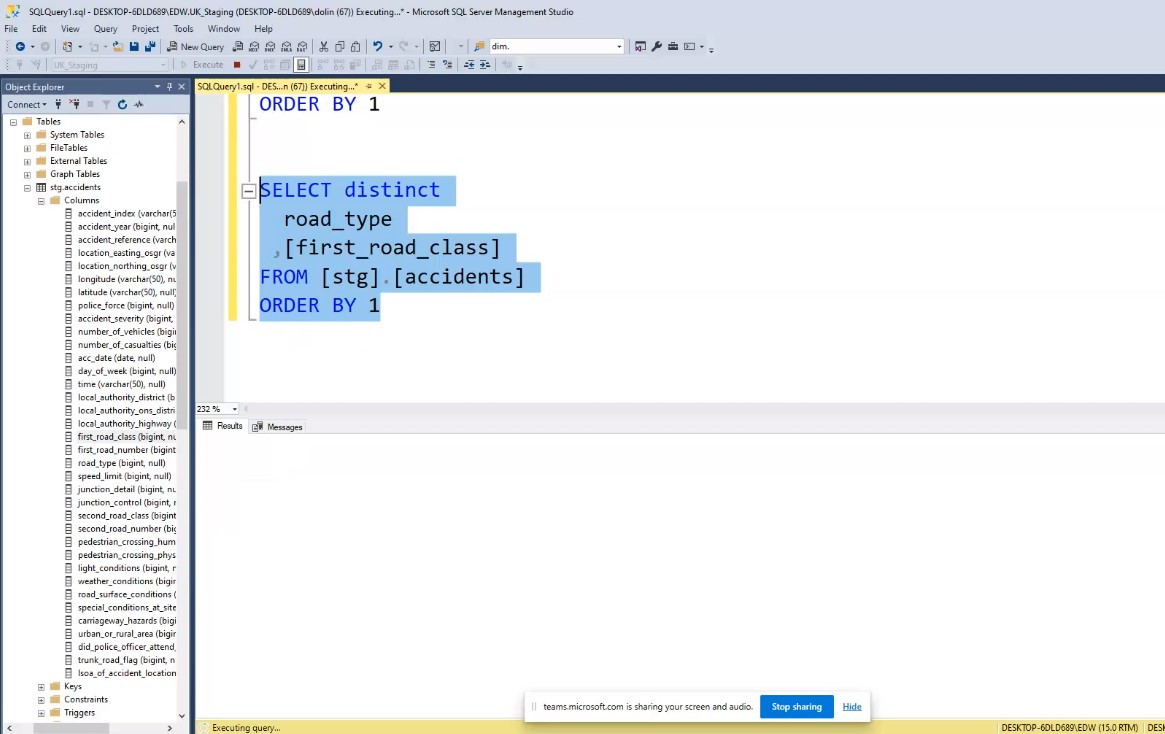 SQLQuery1.sql - DESKTOP-6DLD689\EDW.UK_Staging (DESKTOP-6DLD689\dolin (67)) Executing...* - Microsoft SQL Server Management Studio
File Edit View Query Project Tools Window Help
New Query dim.
UK_Staging Execute
Object Explorer
SQLQuery1.sql - DES...n (67)) Executing...*
Connect
Tables
System Tables
FileTables
External Tables
Graph Tables
stg.accidents
Columns
accident_index (varchar(5
accident_year (bigint, nul
accident_reference (varch
location_easting_osgr (va
location_northing_osgr (v
longitude (varchar(50), nu
latitude (varchar(50), null
police_force (bigint, null)
accident_severity (bigint,
number_of_vehicles (bigi
number_of_casualties (big
acc_date (date, null)
day_of_week (bigint, null)
time (varchar(50), null)
local_authority_district (b
local_authority_ons_distri
local_authority_highway (
first_road_class (bigint, nu
first_road_number (bigint
road_type (bigint, null)
speed_limit (bigint, null)
junction_detail (bigint, nu
junction_control (bigint, r
second_road_class (bigint
second_road_number (big
pedestrian_crossing_hum
pedestrian_crossing_phys
light_conditions (bigint, n
weather_conditions (bigir
road_surface_conditions (
special_conditions_at_site
carriageway_hazards (bigi
urban_or_rural_area (bigir
did_police_officer_attend_
trunk_road_flag (bigint, n
lsoa_of_accident_location
Keys
Constraints
Triggers
ORDER BY 1
SELECT distinct
road_type
,[first_road_class]
FROM [stg].[accidents]
ORDER BY 1
232 %
Results Messages
teams.microsoft.com is sharing your screen and audio. Stop sharing Hide
Executing query... DESKTOP-6DLD689\EDW (15.0 RTM) DESK